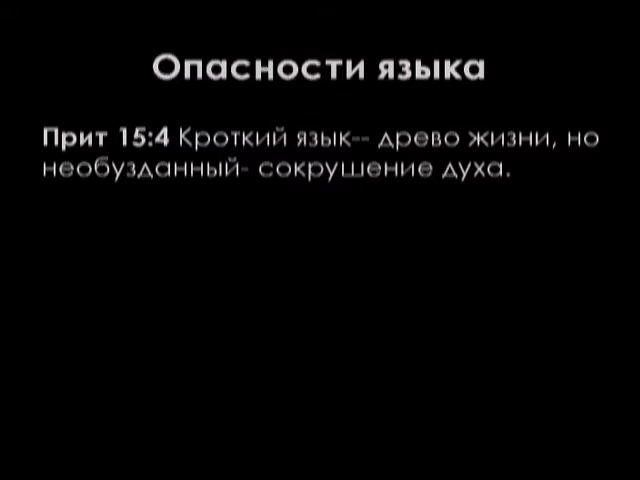 Опасности языка
Прит 15:4 Кроткий язык-- древо жизни, но
необузданный- сокрушение духа.